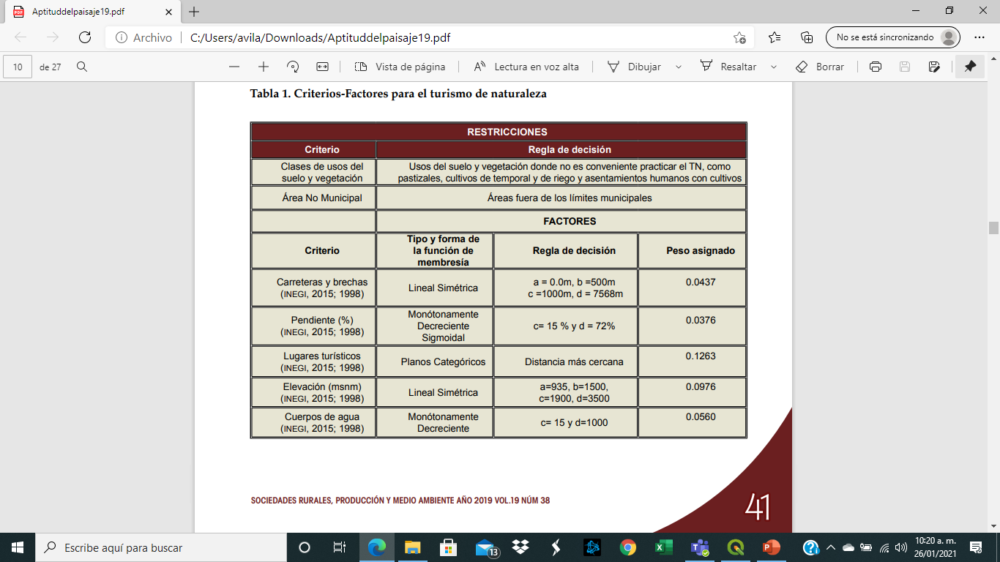 Aptituddelpaisaje19.pdf
Archivo
C:/Users/avila/Downloads/Aptituddelpaisaje19.pdf
No se está sincronizando
10 de 27
Vista de página
Lectura en voz alta
Dibujar
Resaltar
Borrar
Tabla 1. Criterios-Factores para el turismo de naturaleza
RESTRICCIONES
Criterio
Regla de decisión
Clases de usos del
suelo y vegetación
Usos del suelo y vegetación donde no es conveniente practicar el TN, como
pastizales, cultivos de temporal y de riego y asentamientos humanos con cultivos
Área No Municipal
Áreas fuera de los límites municipales
FACTORES
Criterio
Tipo y forma de
la función de
membresía
Regla de decisión
Peso asignado
Carreteras y brechas
(INEGI, 2015; 1998)
Lineal Simétrica
a = 0.0m, b =500m
c =1000m, d = 7568m
0.0437
Pendiente (%)
(INEGI, 2015; 1998)
Monótonamente
Decreciente
Sigmoidal
c= 15 % y d = 72%
0.0376
Lugares turísticos
(INEGI, 2015; 1998)
Planos Categóricos
Distancia más cercana
0.1263
Elevación (msnm)
(INEGI, 2015; 1998)
Lineal Simétrica
a=935, b=1500,
c=1900, d=3500
0.0976
Cuerpos de agua
(INEGI, 2015; 1998)
Monótonamente
Decreciente
c= 15 y d=1000
0.0560
SOCIEDADES RURALES, PRODUCCIÓN Y MEDIO AMBIENTE AÑO 2019 VOL.19 NÚM 38
41
Escribe aquí para buscar
13
10:20 a. m.
26/01/2021